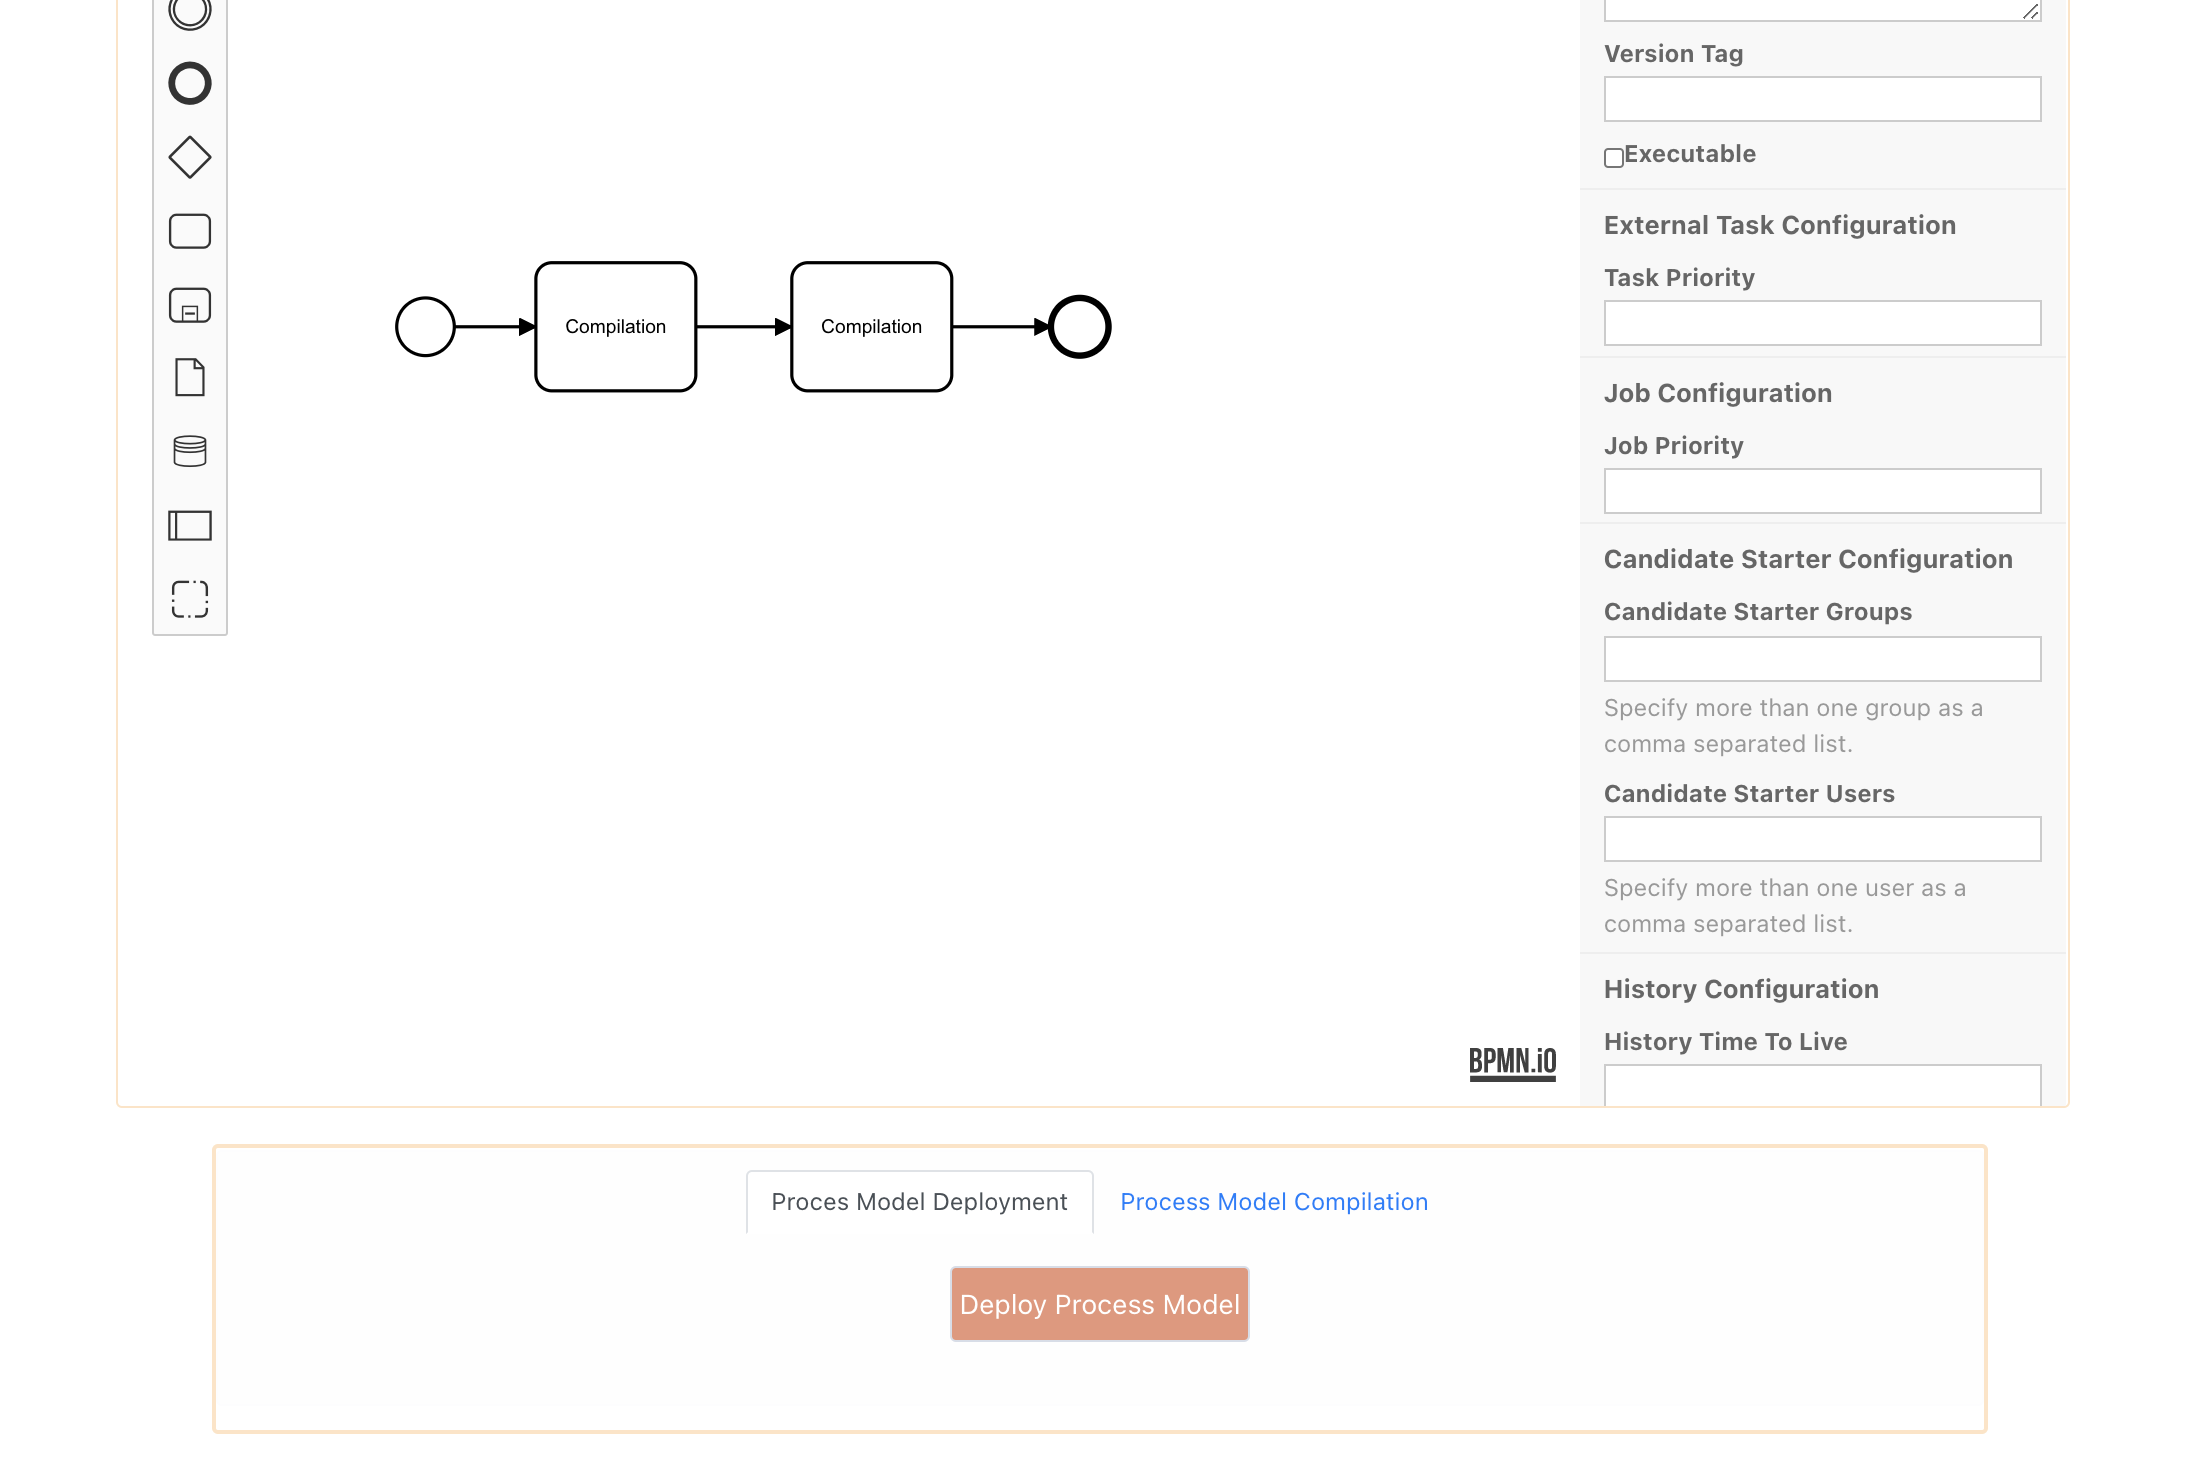 Compilation
Compilation
BPMN.iO
Version Tag
Executable
External Task Configuration
Task Priority
Job Configuration
Job Priority
Candidate Starter Configuration
Candidate Starter Groups
Specify more than one group as a
comma separated list.
Candidate Starter Users
Specify more than one user as a
comma separated list.
History Configuration
History Time To Live
Proces Model Deployment
Process Model Compilation
Deploy Process Model